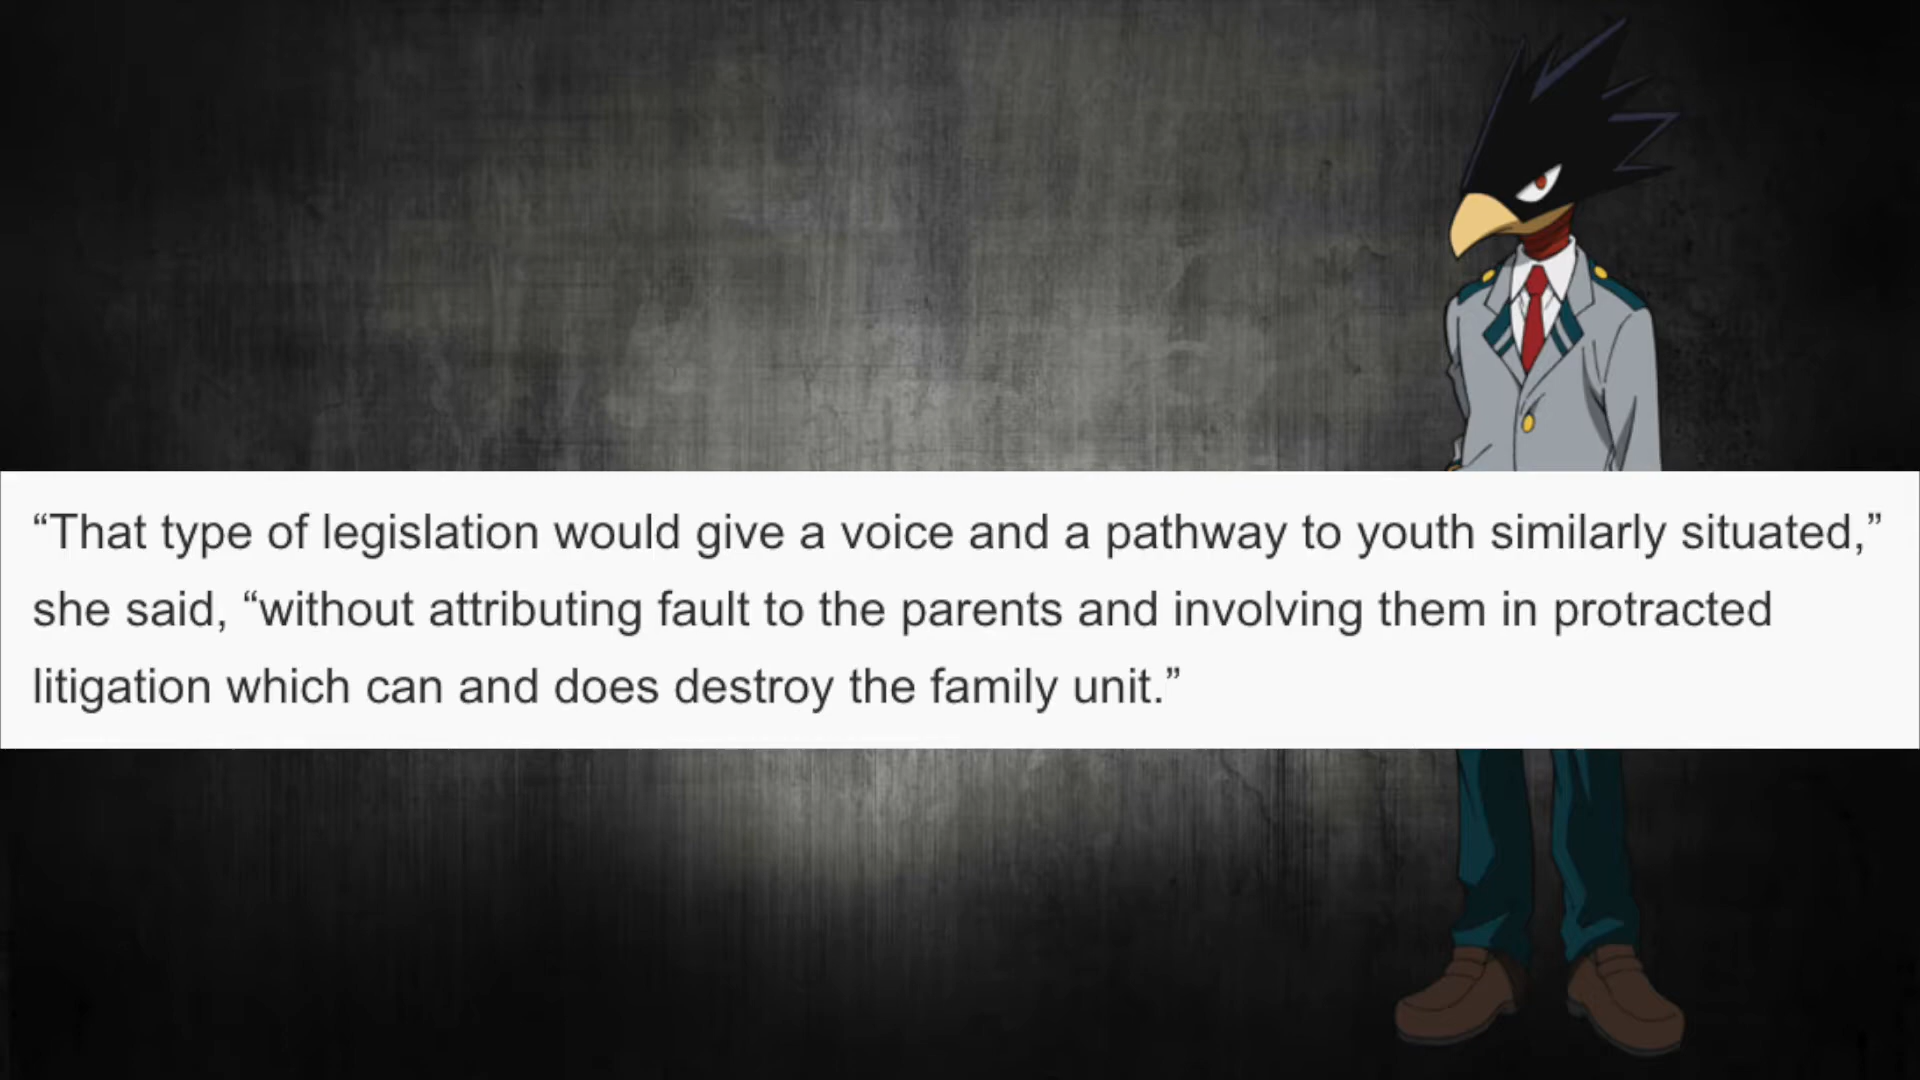 “That type of legislation would give a voice and a pathway to youth similarly situated,”
she said, “without attributing fault to the parents and involving them in protracted
litigation which can and does destroy the family unit.”